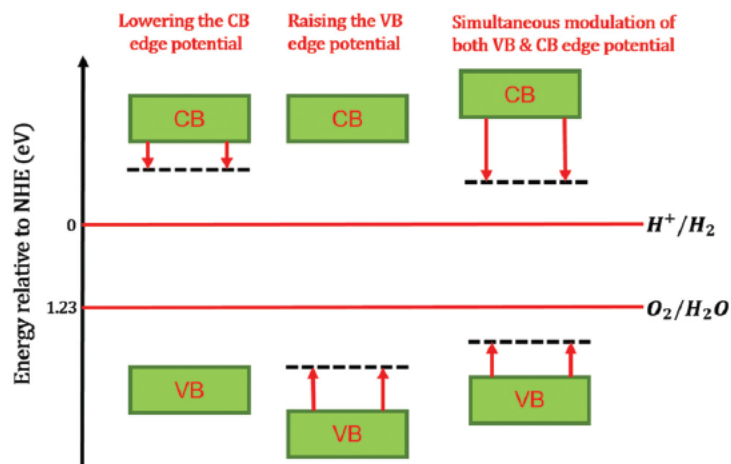 Lowering the CB
edge potential
Raising the VB
edge potential
Simultaneous modulation of
both VB & CB edge potential
Energy relative to NHE (eV)
CB
CB
CB
0
H⁺/H₂
1.23
O₂/H₂O
VB
VB
VB